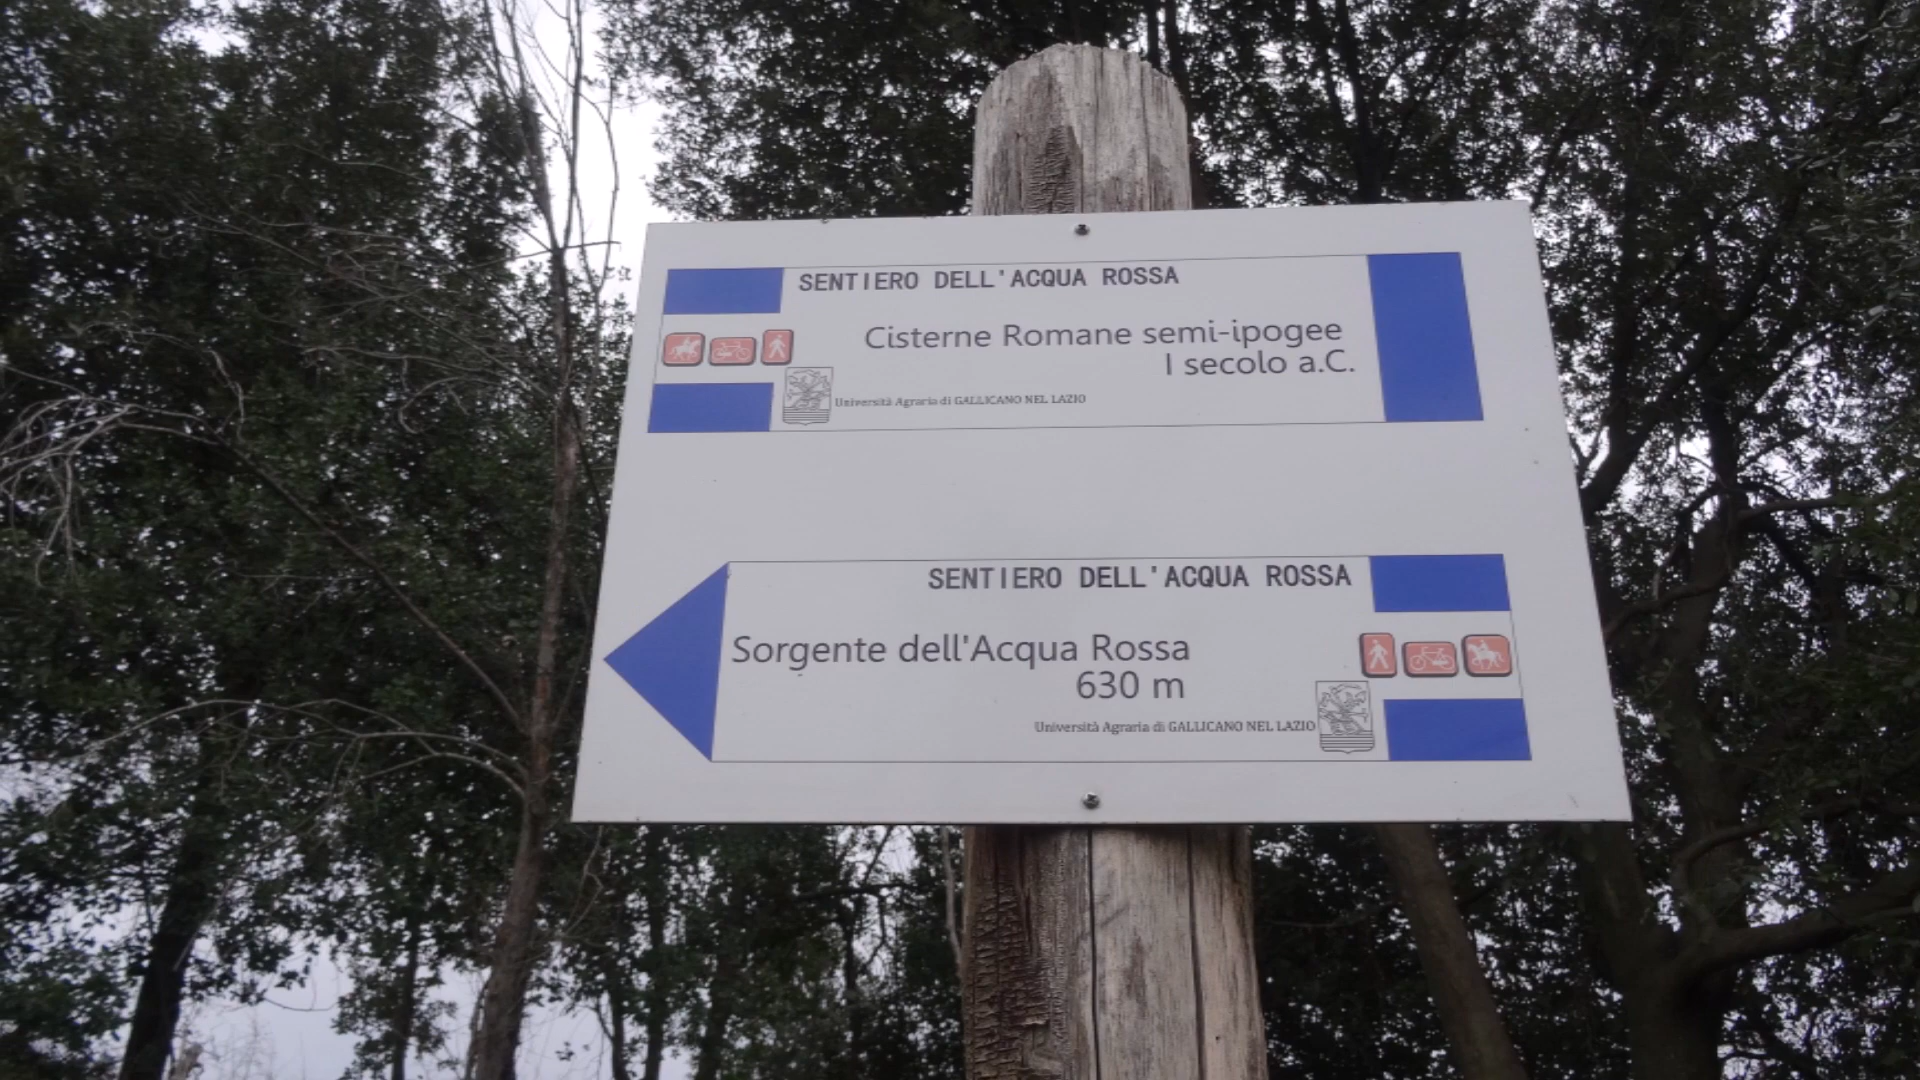 SENTIERO DELL'ACQUA ROSSA
Cisterne Romane semi-ipogee
I secolo a.C.
Università Agraria di GALLICANO NEL LAZIO
SENTIERO DELL'ACQUA ROSSA
Sorgente dell'Acqua Rossa
630 m
Università Agraria di GALLICANO NEL LAZIO